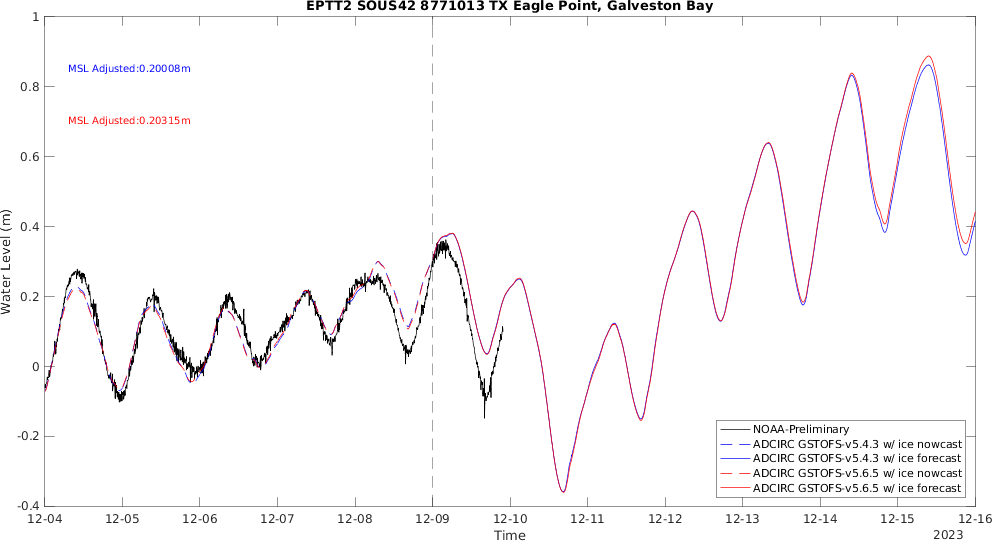 EPTT2 SOUS42 8771013 TX Eagle Point, Galveston Bay
MSL Adjusted:0.20008m
MSL Adjusted:0.20315m
Water Level (m)
1
0.8
0.6
0.4
0.2
0
-0.2
-0.4
NOAA-Preliminary
ADCIRC GSTOFS-v5.4.3 w/ ice nowcast
ADCIRC GSTOFS-v5.4.3 w/ ice forecast
ADCIRC GSTOFS-v5.6.5 w/ ice nowcast
ADCIRC GSTOFS-v5.6.5 w/ ice forecast
12-04 12-05 12-06 12-07 12-08 12-09 12-10 12-11 12-12 12-13 12-14 12-15 12-16
Time
2023